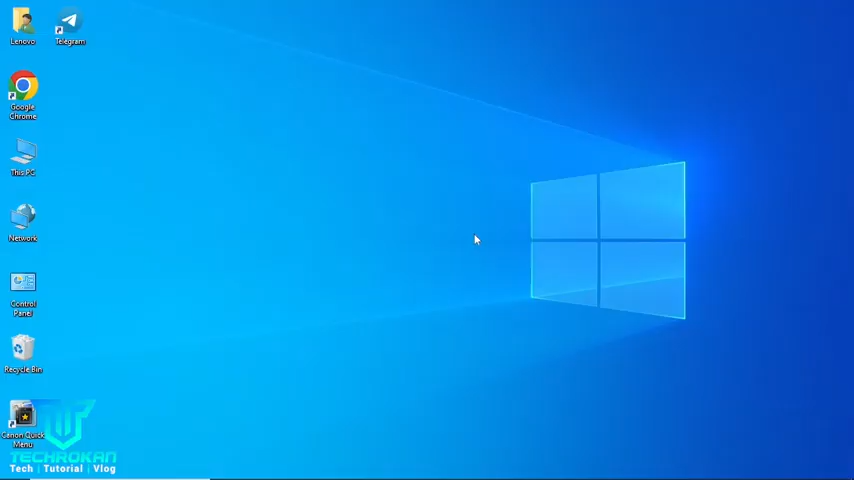 Lenovo
Telegram
Google
Chrome
This PC
Network
Control
Panel
Recycle Bin
Canon Quick
Menu
TECHROKAN
Tech | Tutorial | Vlog